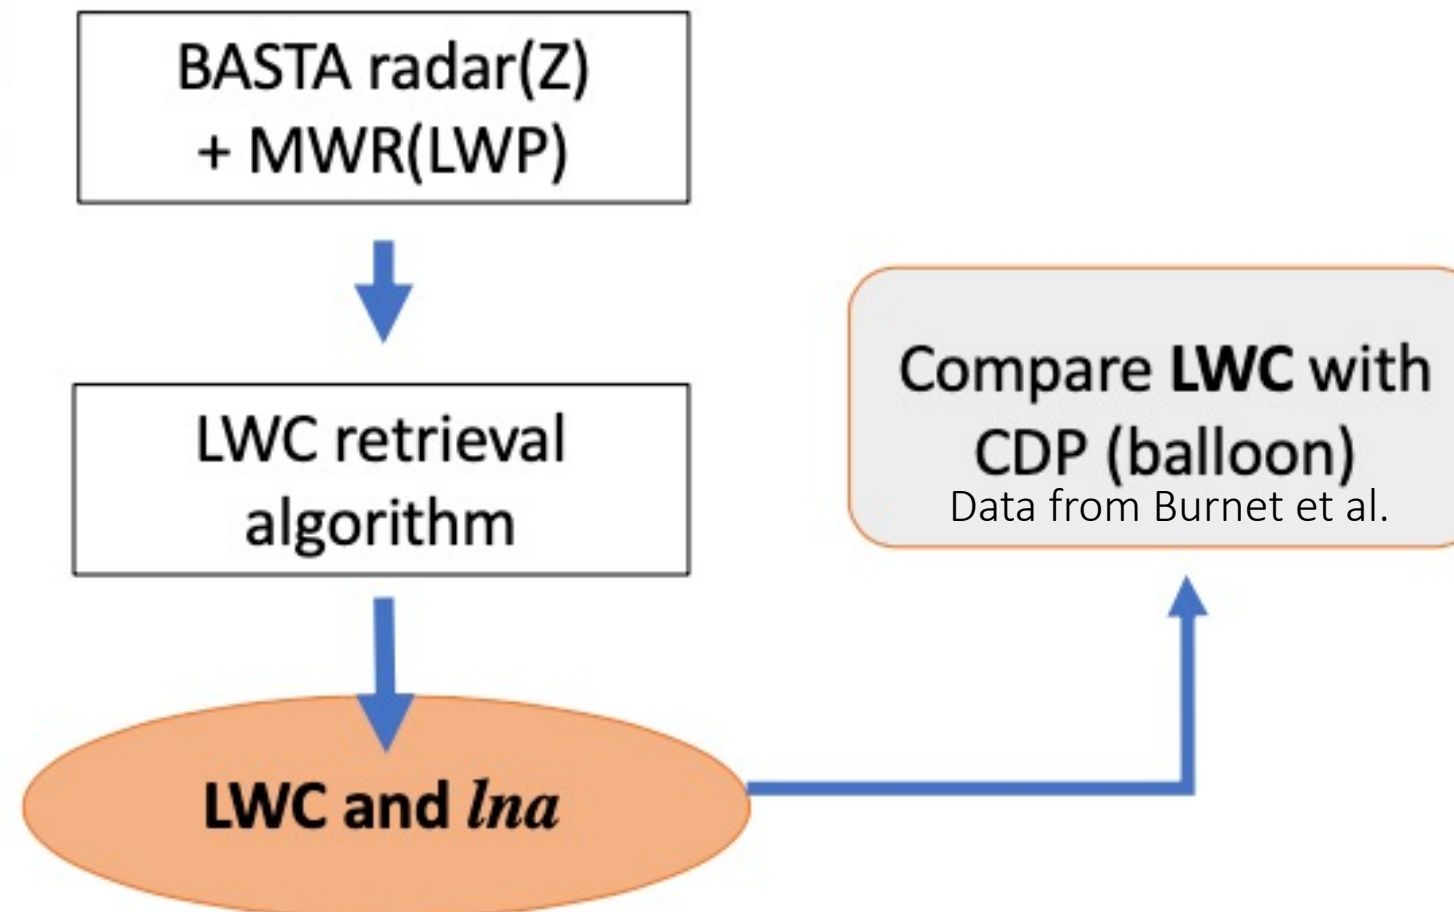 BASTA radar(Z)
+ MWR(LWP)
LWC retrieval
algorithm
LWC and lna
Compare LWC with
CDP (balloon)
Data from Burnet et al.